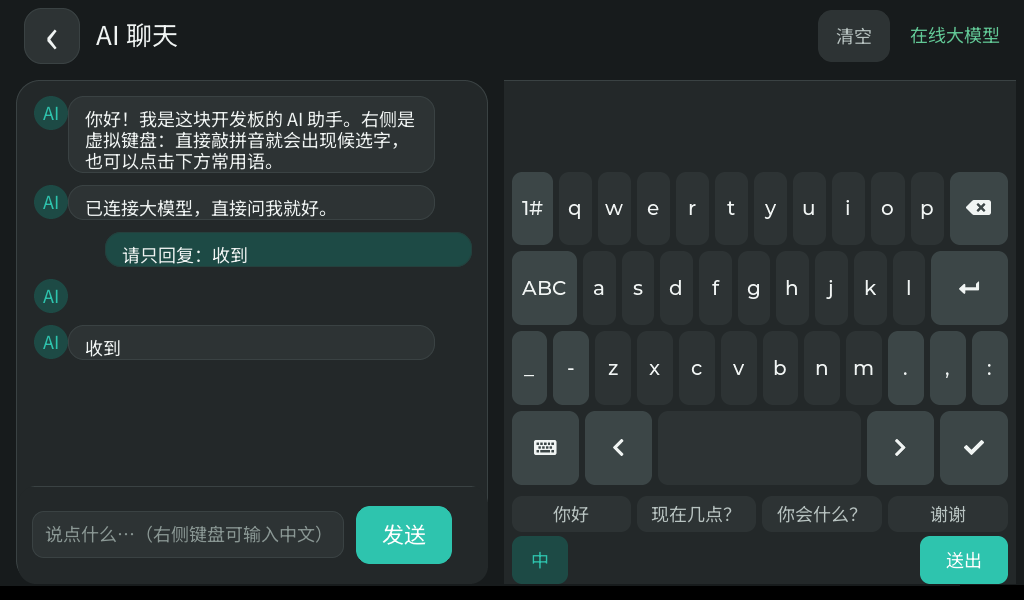 AI 聊天
清空
在线大模型
AI
你好！我是这块开发板的 AI 助手。右侧是
虚拟键盘：直接敲拼音就会出现候选字，
也可以点击下方常用语。
AI
已连接大模型，直接问我就好。
请只回复：收到
AI
AI
收到
说点什么…（右侧键盘可输入中文）
发送
1# q w e r t y u i o p
ABC a s d f g h j k l
_ - z x c v b n m . , :
你好 现在几点？ 你会什么？ 谢谢
中
送出